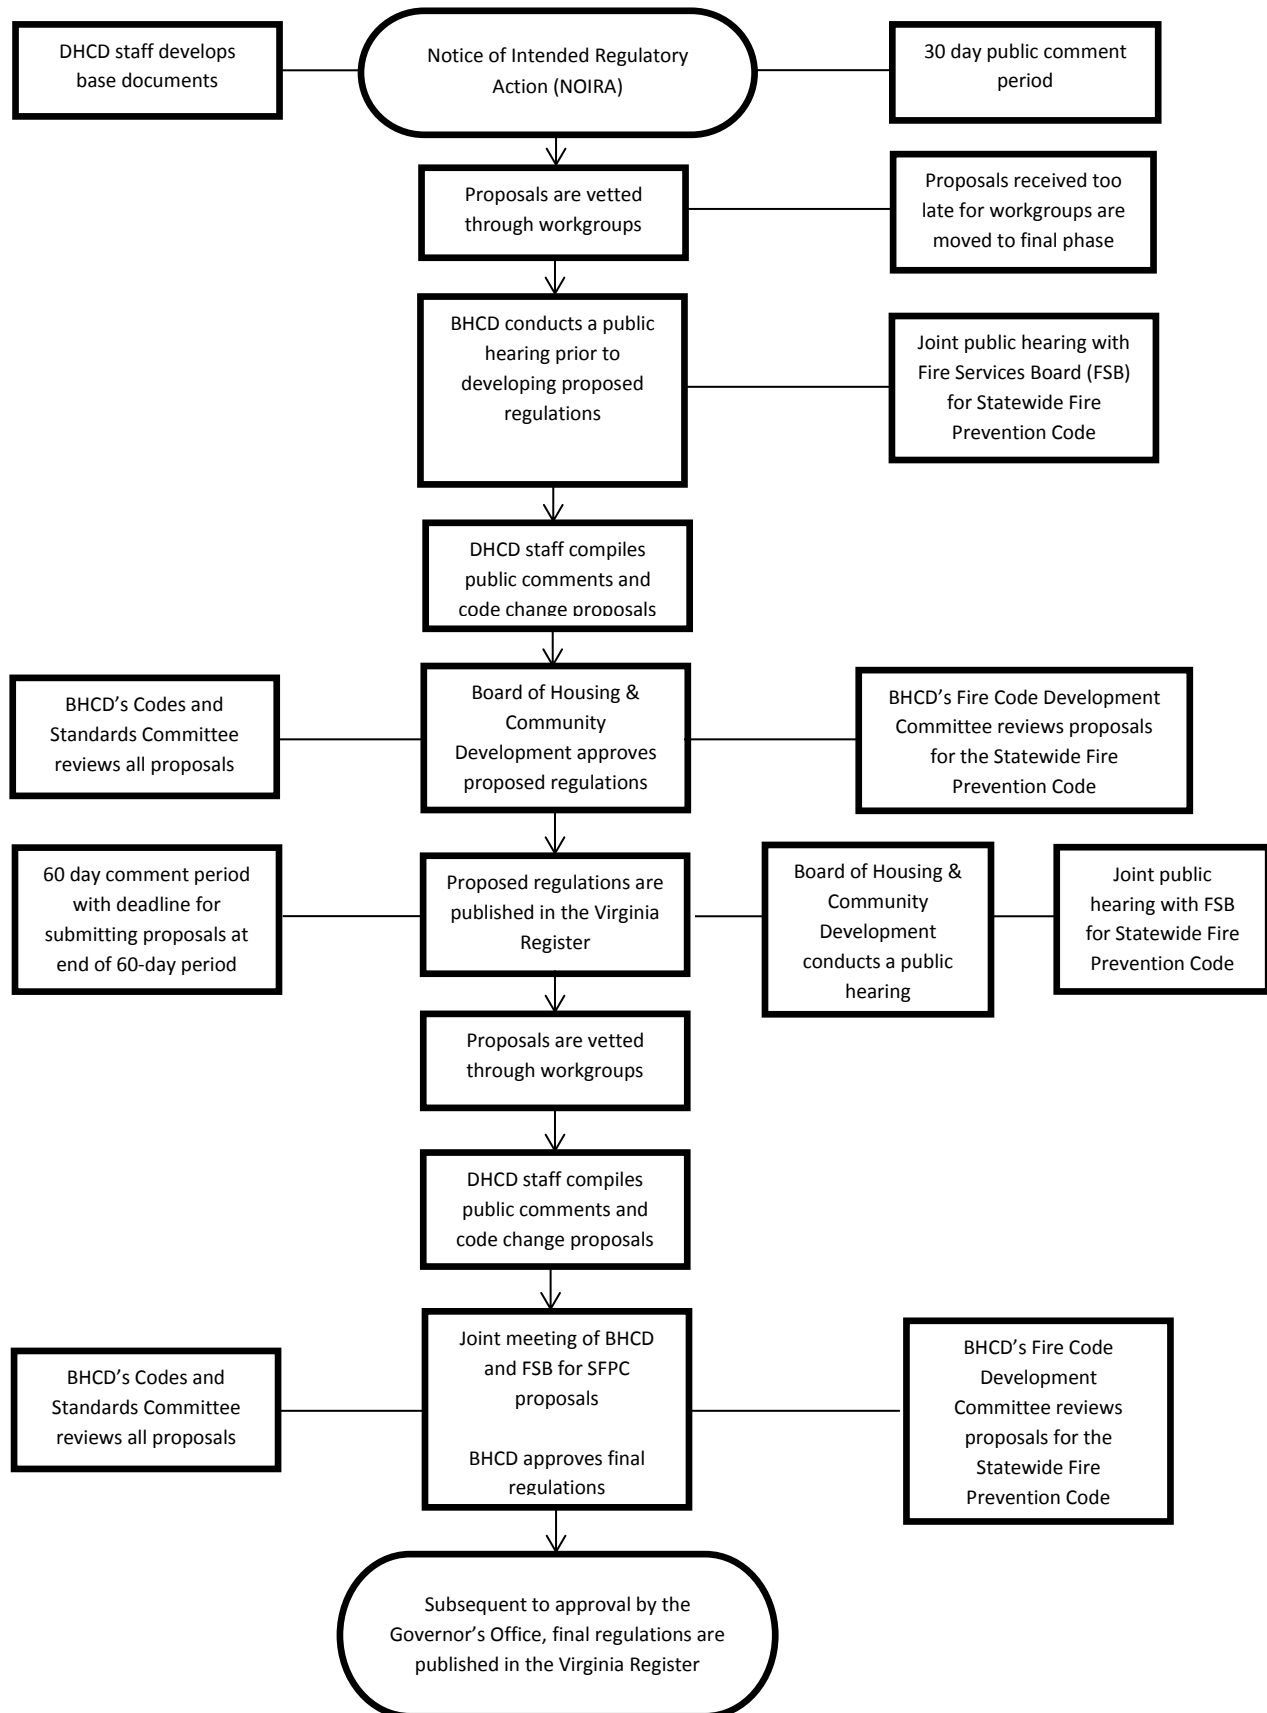 DHCD staff develops
base documents
Notice of Intended Regulatory
Action (NOIRA)
30 day public comment
period
Proposals are vetted
through workgroups
Proposals received too
late for workgroups are
moved to final phase
BHCD conducts a public
hearing prior to
developing proposed
regulations
Joint public hearing with
Fire Services Board (FSB)
for Statewide Fire
Prevention Code
DHCD staff compiles
public comments and
code change proposals
BHCD’s Codes and
Standards Committee
reviews all proposals
Board of Housing &
Community
Development approves
proposed regulations
BHCD’s Fire Code Development
Committee reviews proposals
for the Statewide Fire
Prevention Code
60 day comment period
with deadline for
submitting proposals at
end of 60-day period
Proposed regulations are
published in the Virginia
Register
Board of Housing &
Community
Development
conducts a public
hearing
Joint public
hearing with FSB
for Statewide Fire
Prevention Code
Proposals are vetted
through workgroups
DHCD staff compiles
public comments and
code change proposals
BHCD’s Codes and
Standards Committee
reviews all proposals
Joint meeting of BHCD
and FSB for SFPC
proposals
BHCD approves final
regulations
BHCD’s Fire Code
Development
Committee reviews
proposals for the
Statewide Fire
Prevention Code
Subsequent to approval by the
Governor’s Office, final regulations are
published in the Virginia Register